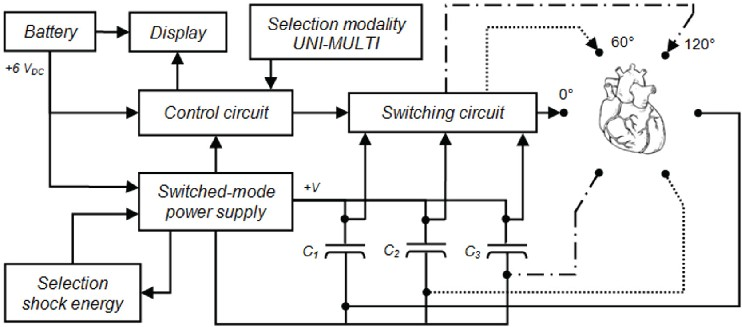 Battery
Display
Selection modality
UNI-MULTI
60°
120°
+6 VDC
Control circuit
Switching circuit
0°
Switched-mode
power supply
+V
C1
C2
C3
Selection
shock energy